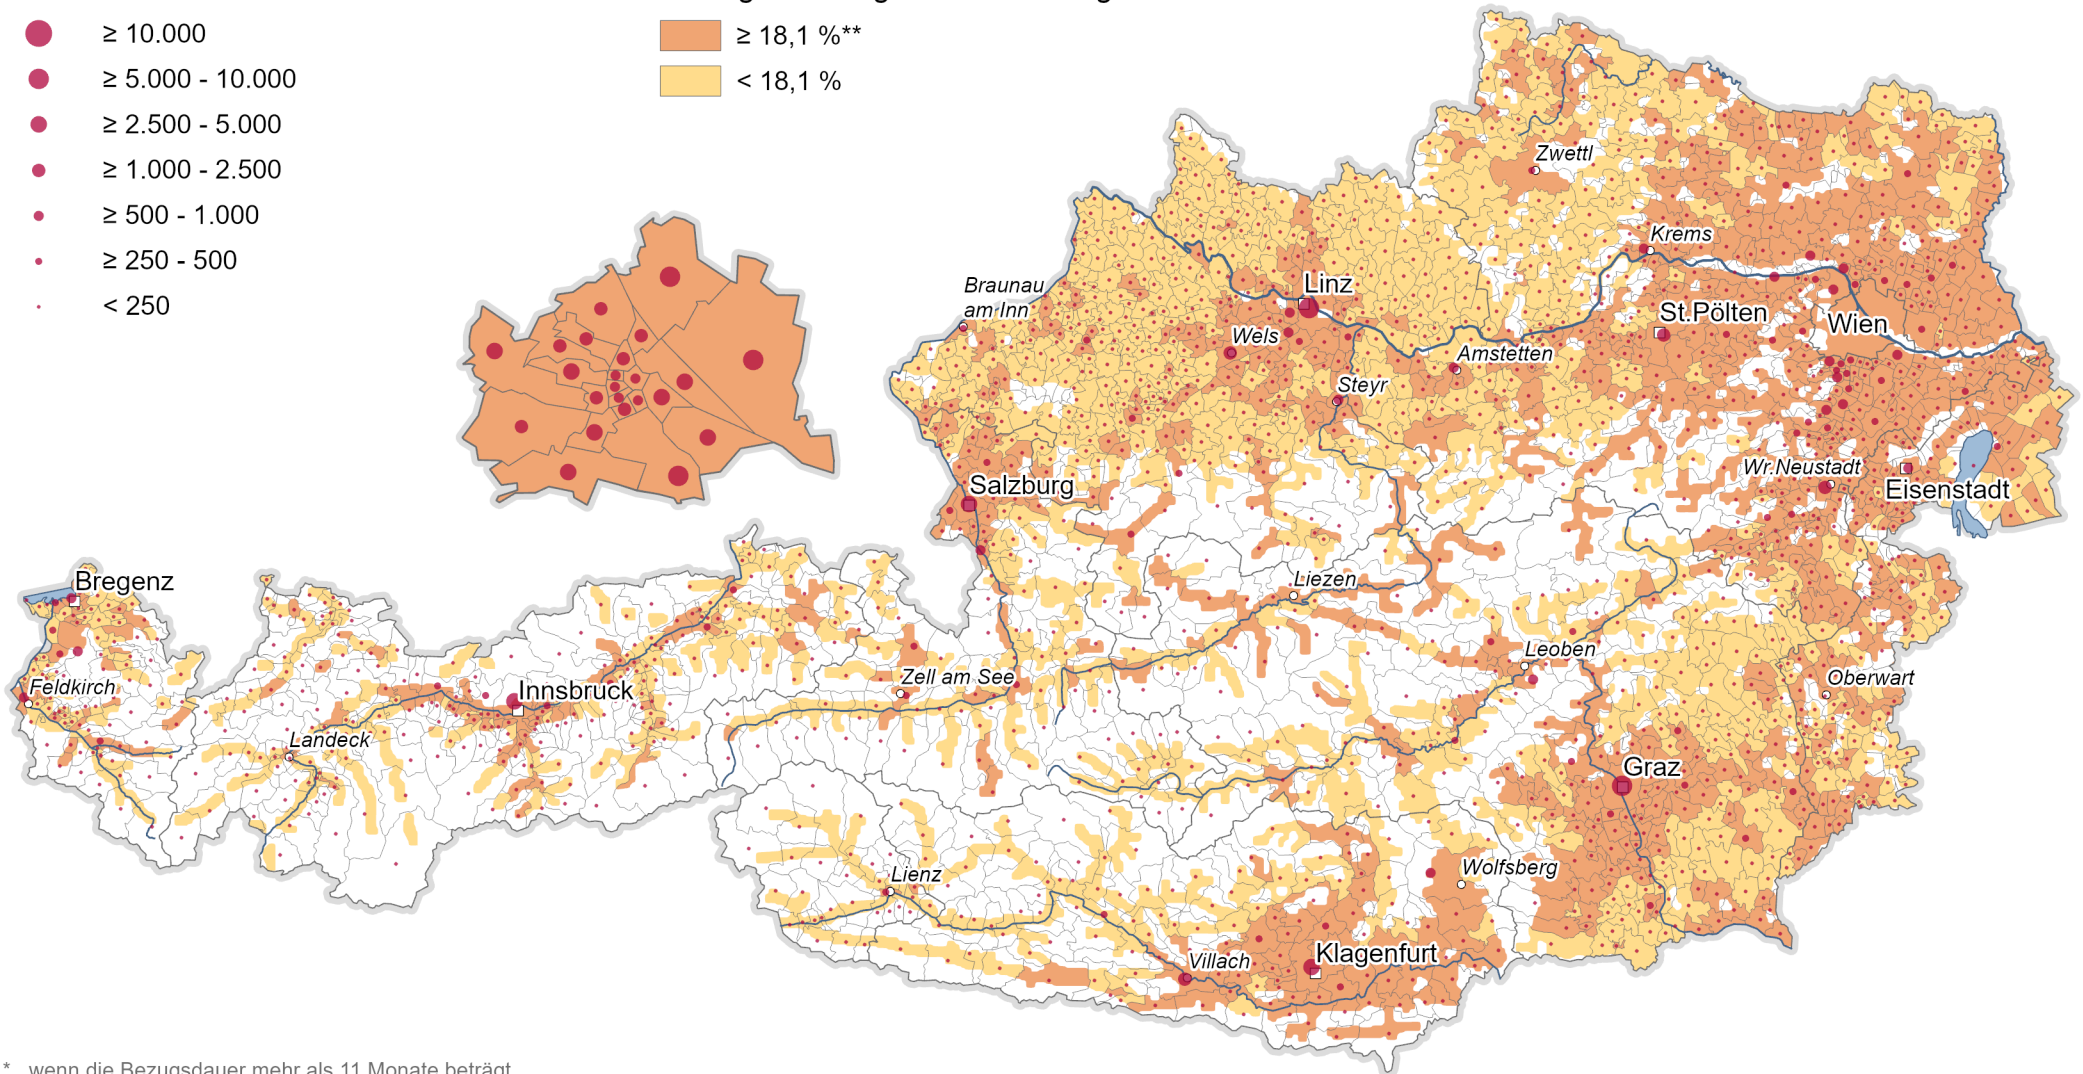 ≥ 10.000
≥ 5.000 - 10.000
≥ 2.500 - 5.000
≥ 1.000 - 2.500
≥ 500 - 1.000
≥ 250 - 500
< 250
≥ 18,1 %**
< 18,1 %
Zwettl
Krems
Braunau
am Inn
Linz
St.Pölten
Wien
Wels
Amstetten
Steyr
Wr.Neustadt
Salzburg
Eisenstadt
Bregenz
Liezen
Leoben
Feldkirch
Innsbruck
Zell am See
Oberwart
Landeck
Graz
Lienz
Wolfsberg
Villach
Klagenfurt
* wenn die Bezugsdauer mehr als 11 Monate beträgt